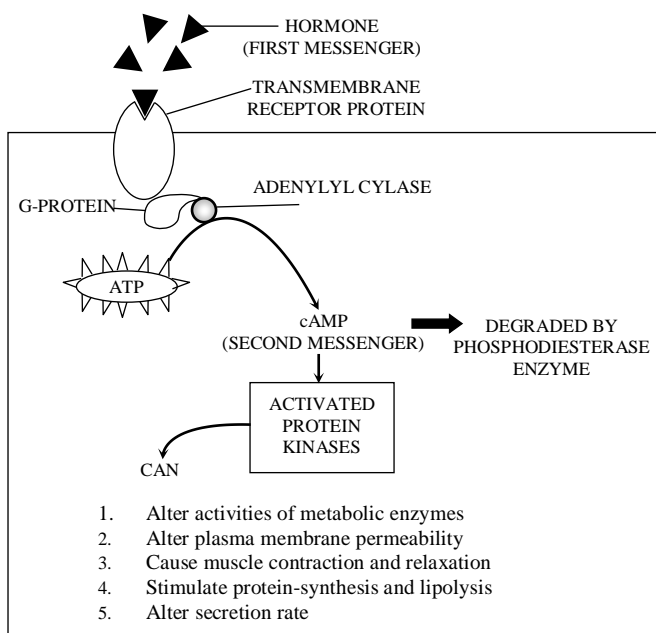 HORMONE
(FIRST MESSENGER)
TRANSMEMBRANE
RECEPTOR PROTEIN
ADENYLYL CYLASE
G-PROTEIN
ATP
cAMP
(SECOND MESSENGER)
DEGRADED BY
PHOSPHODIESTERASE
ENZYME
ACTIVATED
PROTEIN
KINASES
CAN
1. Alter activities of metabolic enzymes
2. Alter plasma membrane permeability
3. Cause muscle contraction and relaxation
4. Stimulate protein-synthesis and lipolysis
5. Alter secretion rate